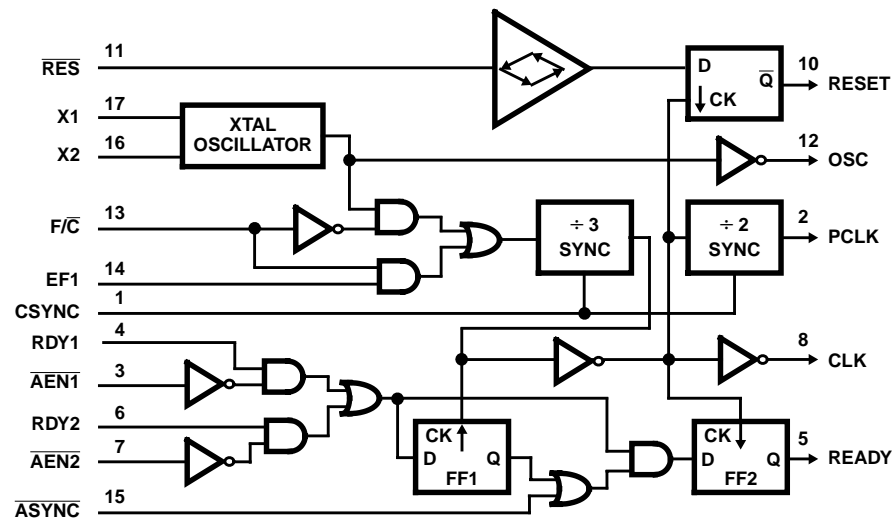 RES 11 D Q 10 RESET
CK
X1 17
XTAL OSCILLATOR
X2 16
12 OSC
F/C 13
÷ 3 SYNC
÷ 2 SYNC
2 PCLK
EF1 14
CSYNC 1
RDY1 4
8 CLK
AEN1 3
RDY2 6
CK
D Q
FF1
CK
D Q
FF2
5 READY
AEN2 7
ASYNC 15